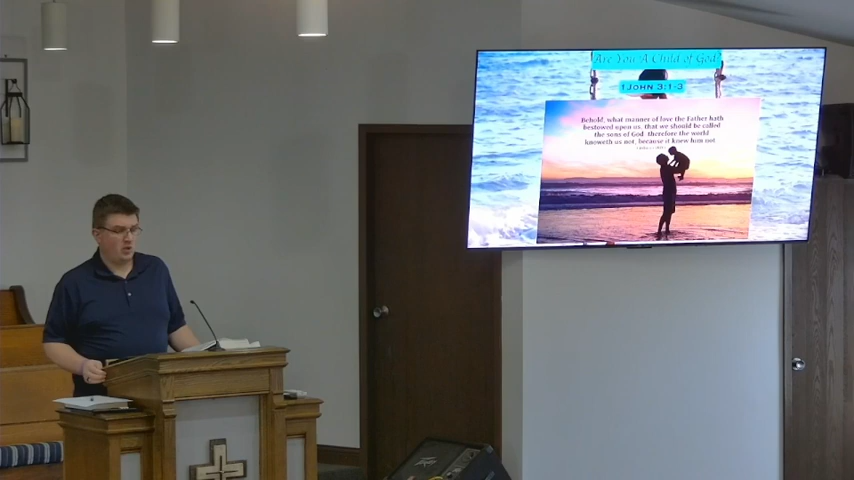 Are You A Child of God?
1 JOHN 3:1-3
Behold, what manner of love the Father hath
bestowed upon us, that we should be called
the sons of God: therefore the world
knoweth us not, because it knew him not.